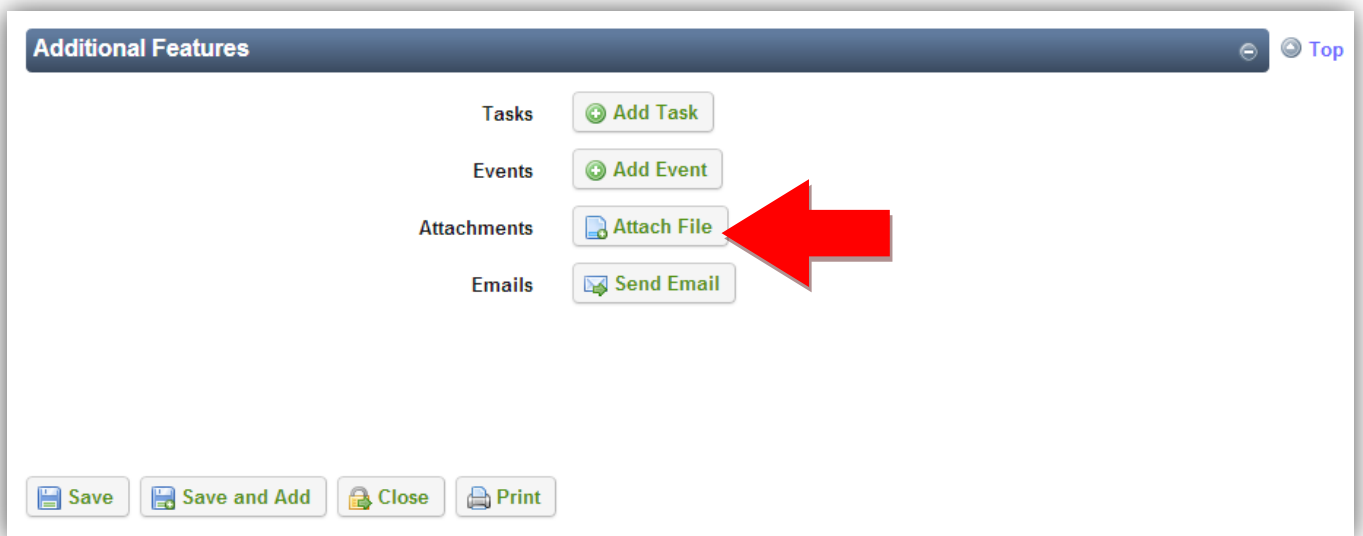 Additional Features Top
Tasks Add Task
Events Add Event
Attachments Attach File
Emails Send Email
Save Save and Add Close Print